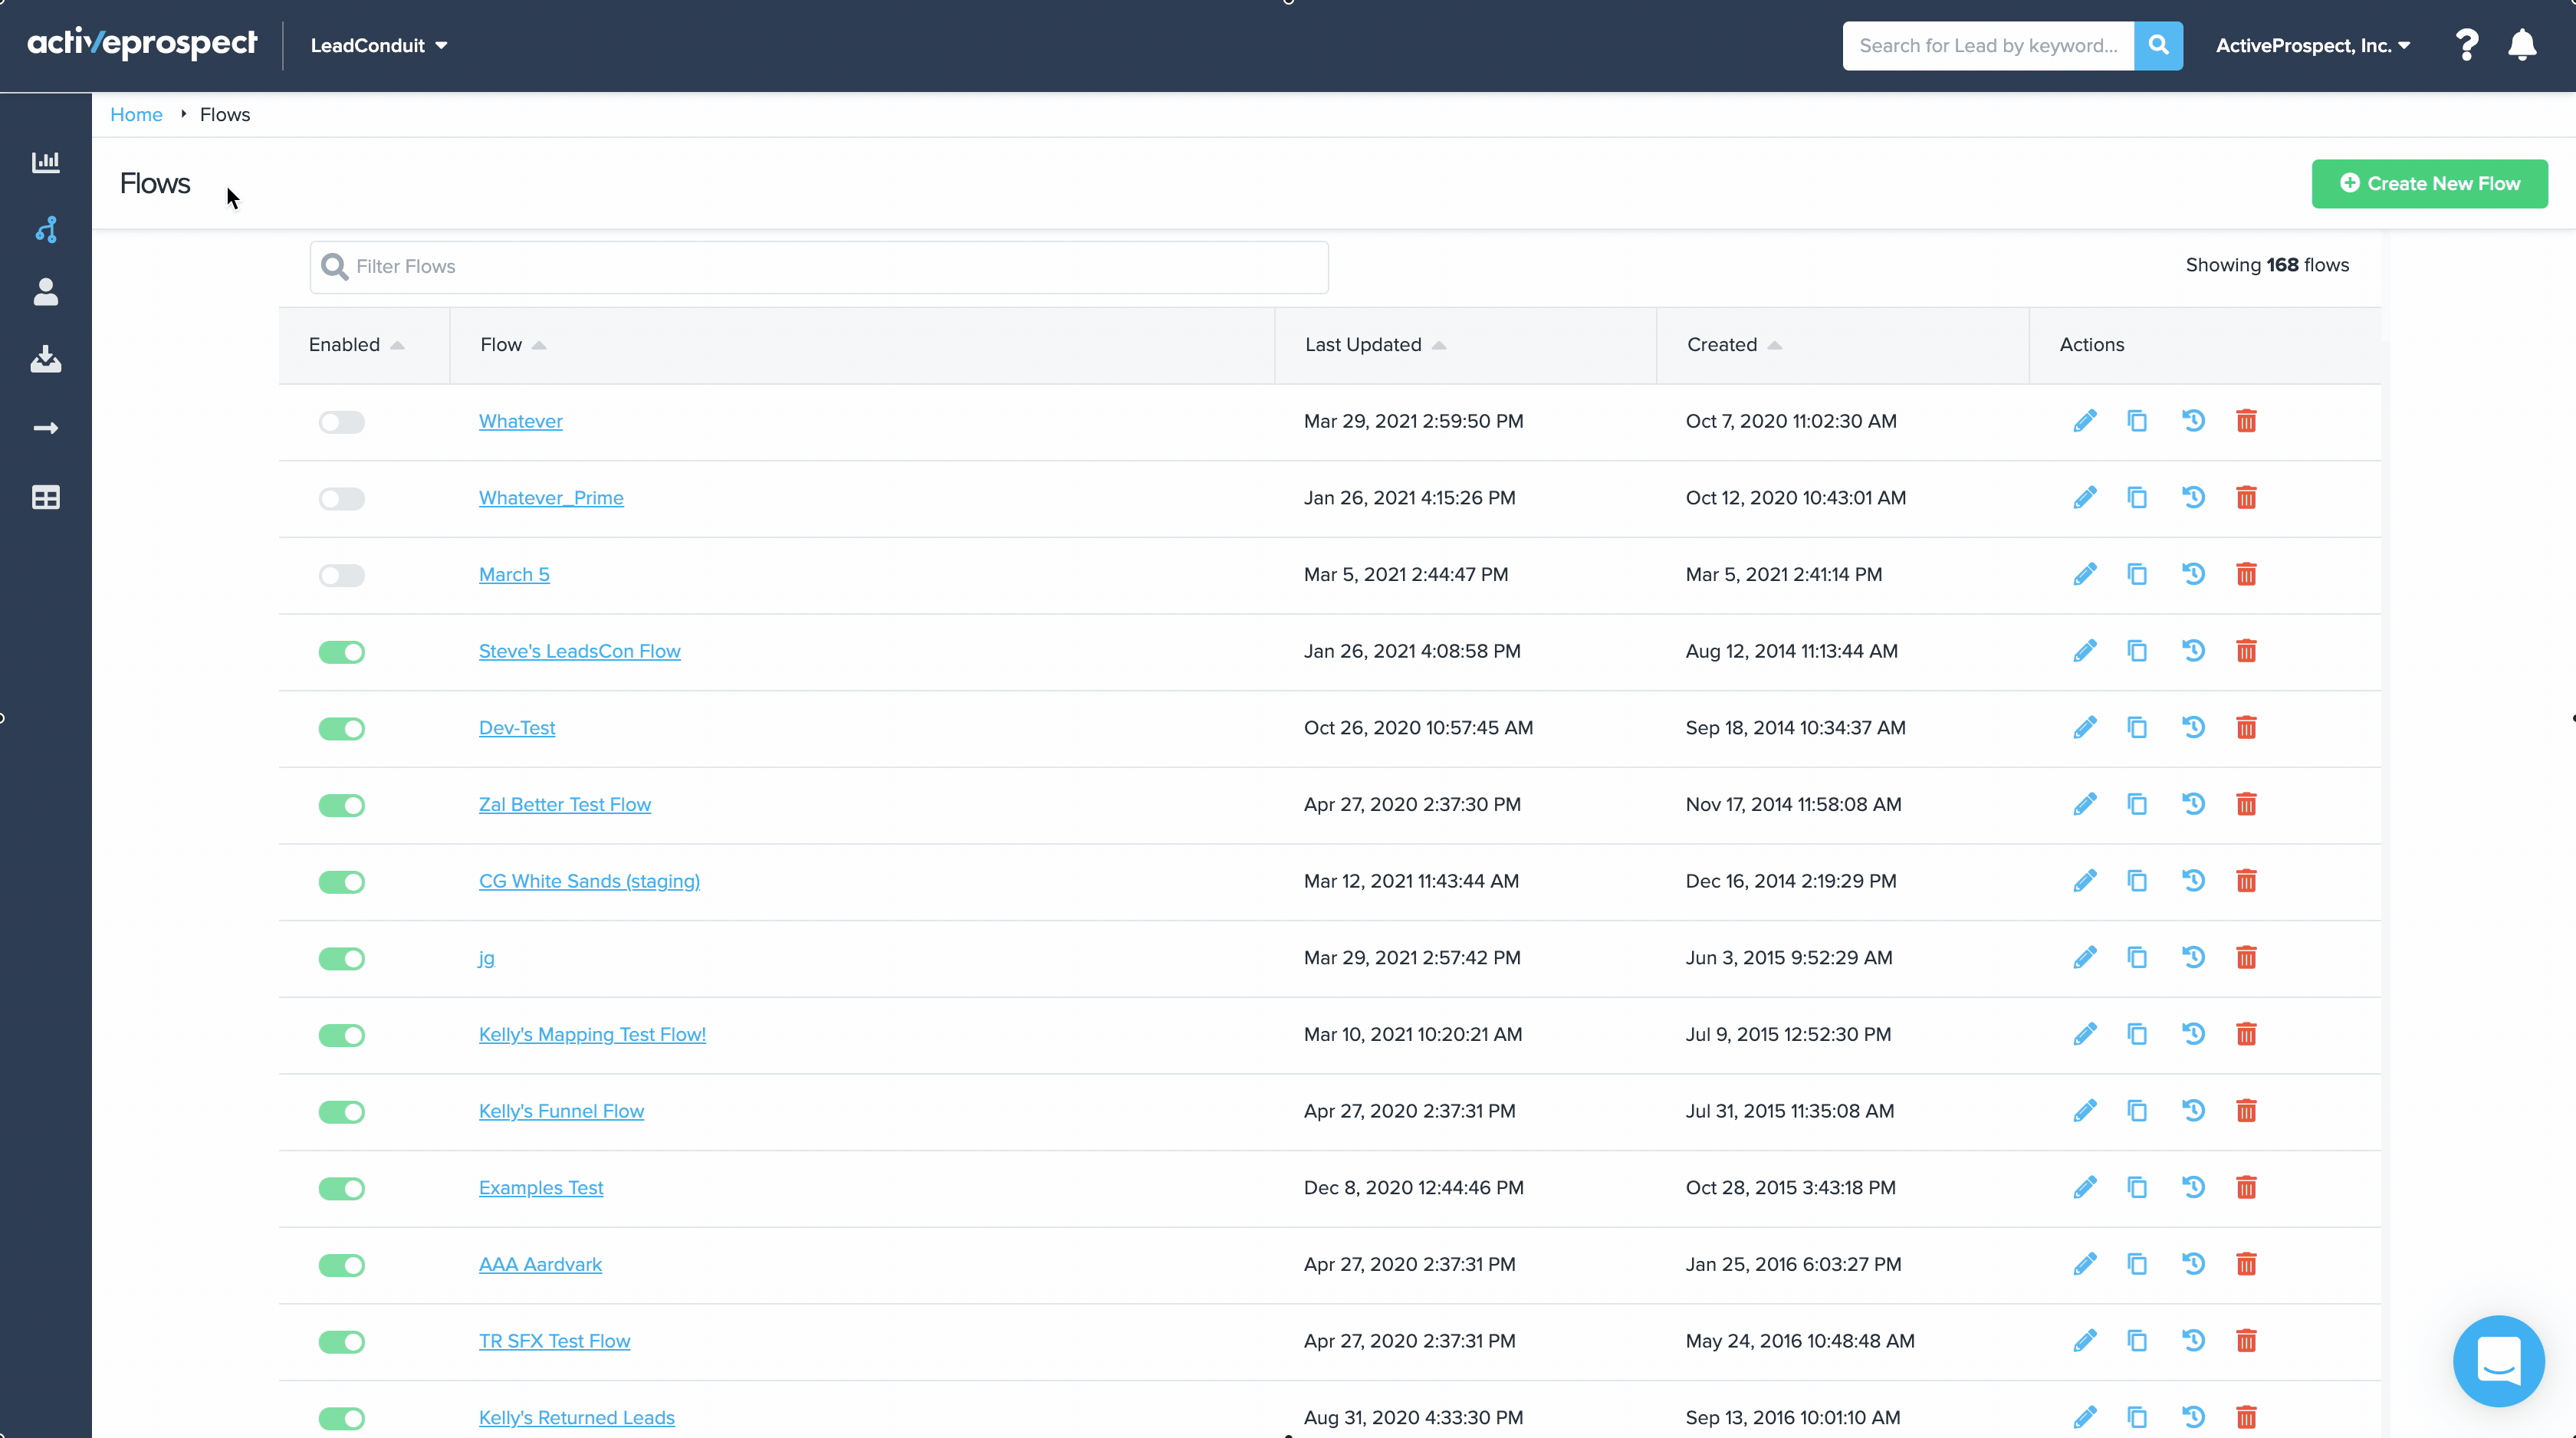 activeprospect LeadConduit Search for Lead by keyword... ActiveProspect, Inc. ?
Home Flows
Flows Create New Flow
Filter Flows Showing 168 flows
Enabled Flow Last Updated Created Actions
Whatever Mar 29, 2021 2:59:50 PM Oct 7, 2020 11:02:30 AM
Whatever_Prime Jan 26, 2021 4:15:26 PM Oct 12, 2020 10:43:01 AM
March 5 Mar 5, 2021 2:44:47 PM Mar 5, 2021 2:41:14 PM
Steve's LeadsCon Flow Jan 26, 2021 4:08:58 PM Aug 12, 2014 11:13:44 AM
Dev-Test Oct 26, 2020 10:57:45 AM Sep 18, 2014 10:34:37 AM
Zal Better Test Flow Apr 27, 2020 2:37:30 PM Nov 17, 2014 11:58:08 AM
CG White Sands (staging) Mar 12, 2021 11:43:44 AM Dec 16, 2014 2:19:29 PM
jg Mar 29, 2021 2:57:42 PM Jun 3, 2015 9:52:29 AM
Kelly's Mapping Test Flow! Mar 10, 2021 10:20:21 AM Jul 9, 2015 12:52:30 PM
Kelly's Funnel Flow Apr 27, 2020 2:37:31 PM Jul 31, 2015 11:35:08 AM
Examples Test Dec 8, 2020 12:44:46 PM Oct 28, 2015 3:43:18 PM
AAA Aardvark Apr 27, 2020 2:37:31 PM Jan 25, 2016 6:03:27 PM
TR SFX Test Flow Apr 27, 2020 2:37:31 PM May 24, 2016 10:48:48 AM
Kelly's Returned Leads Aug 31, 2020 4:33:30 PM Sep 13, 2016 10:01:10 AM